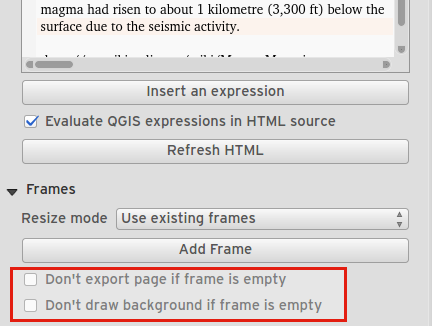 magma had risen to about 1 kilometre (3,300 ft) below the
surface due to the seismic activity.
Insert an expression
Evaluate QGIS expressions in HTML source
Refresh HTML
Frames
Resize mode Use existing frames
Add Frame
Don't export page if frame is empty
Don't draw background if frame is empty